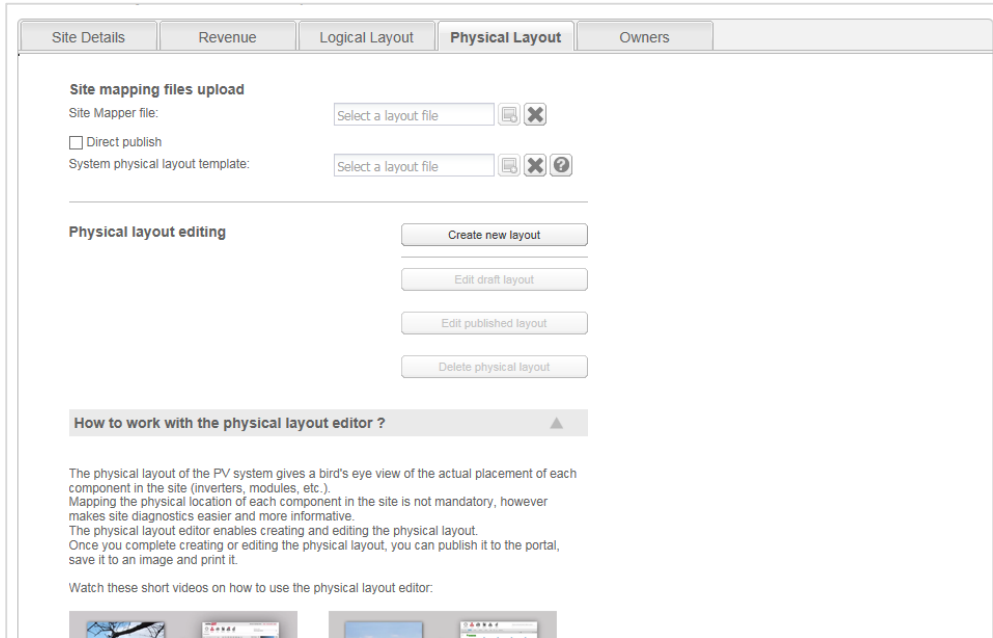 Site Details Revenue Logical Layout Physical Layout Owners
Site mapping files upload
Site Mapper file: Select a layout file
Direct publish
System physical layout template: Select a layout file ?
Physical layout editing Create new layout
Edit draft layout
Edit published layout
Delete physical layout
How to work with the physical layout editor ?
The physical layout of the PV system gives a bird's eye view of the actual placement of each
component in the site (inverters, modules, etc.).
Mapping the physical location of each component in the site is not mandatory, however
makes site diagnostics easier and more informative.
The physical layout editor enables creating and editing the physical layout.
Once you complete creating or editing the physical layout, you can publish it to the portal,
save it to an image and print it.
Watch these short videos on how to use the physical layout editor: